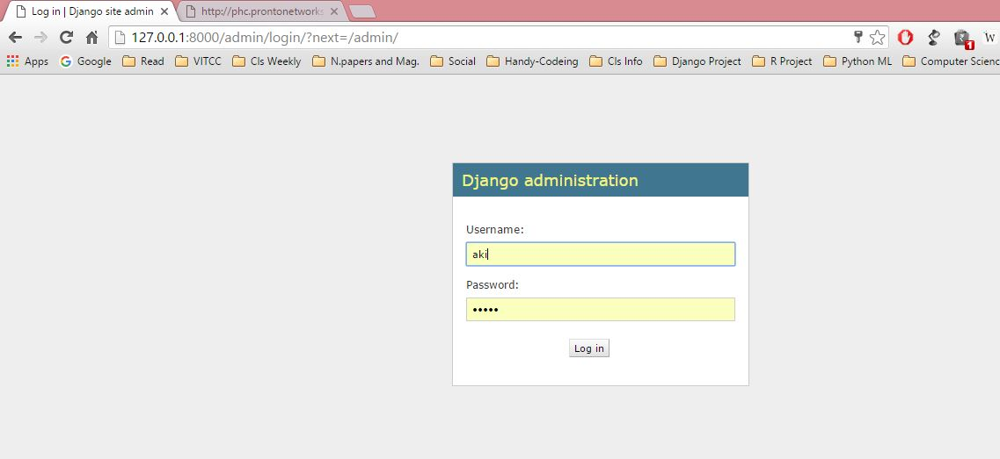 Log in | Django site admin
http://phc.prontonetworks
127.0.0.1:8000/admin/login/?next=/admin/
1
W
Apps Google Read VITCC Cls Weekly N.papers and Mag. Social Handy-Codeing Cls Info Django Project R Project Python ML Computer Scienc
Django administration
Username:
aki
Password:
•••••
Log in